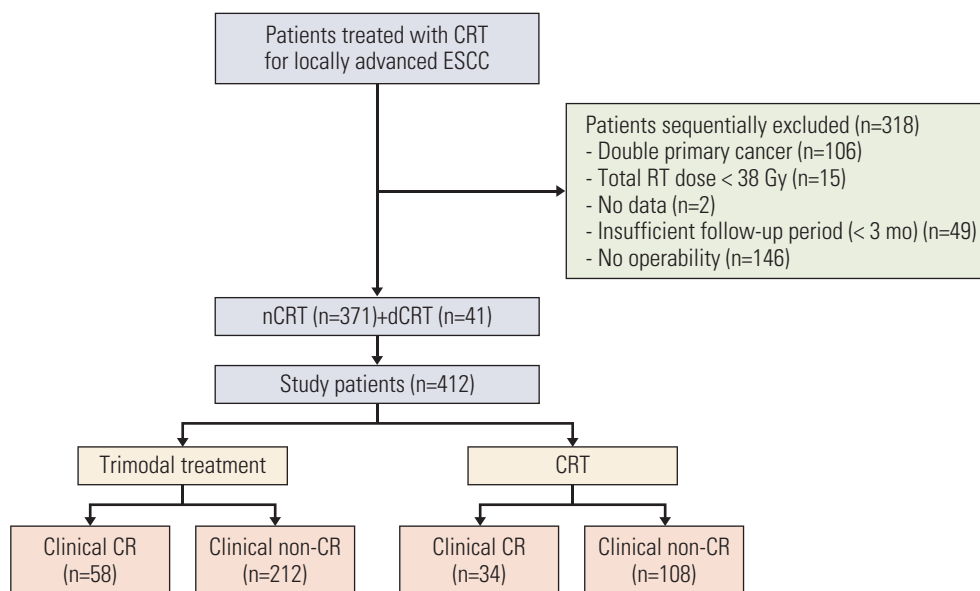 Patients treated with CRT
for locally advanced ESCC
Patients sequentially excluded (n=318)
- Double primary cancer (n=106)
- Total RT dose < 38 Gy (n=15)
- No data (n=2)
- Insufficient follow-up period (< 3 mo) (n=49)
- No operability (n=146)
nCRT (n=371)+dCRT (n=41)
Study patients (n=412)
Trimodal treatment
CRT
Clinical CR
(n=58)
Clinical non-CR
(n=212)
Clinical CR
(n=34)
Clinical non-CR
(n=108)